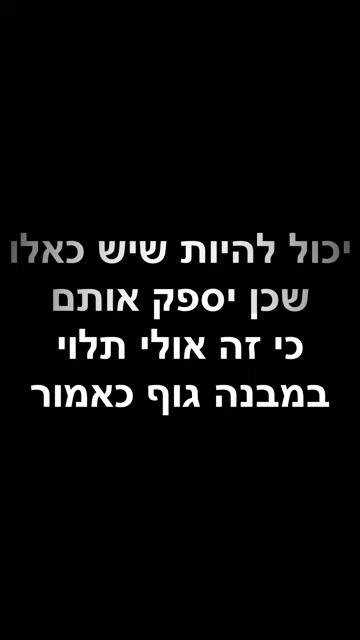 יכול להיות שיש כאלו
שכן יספק אותם
כי זה אולי תלוי
במבנה גוף כאמור